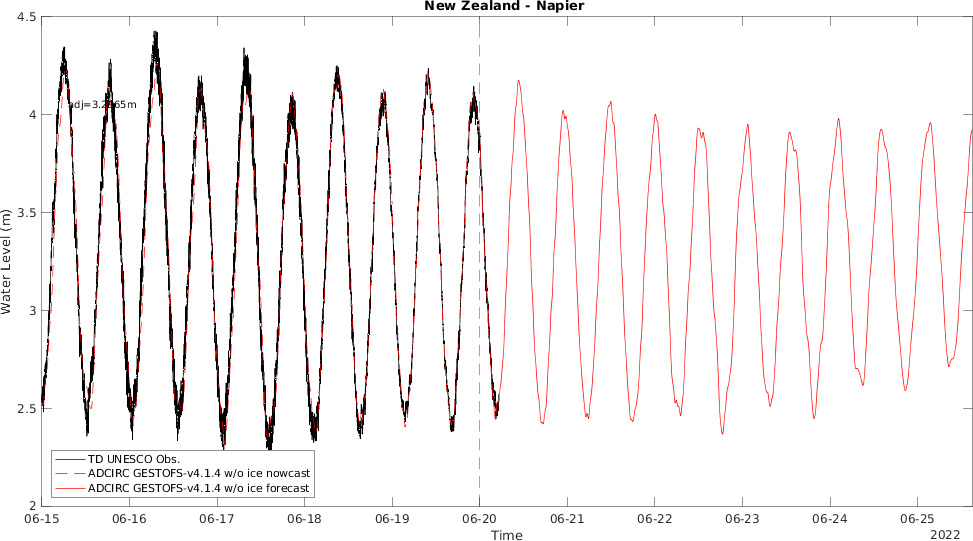 New Zealand - Napier
4.5
4
3.5
3
2.5
2
Water Level (m)
TD UNESCO Obs.
ADCIRC GESTOFS-v4.1.4 w/o ice nowcast
ADCIRC GESTOFS-v4.1.4 w/o ice forecast
06-15 06-16 06-17 06-18 06-19 06-20 06-21 06-22 06-23 06-24 06-25
Time
2022